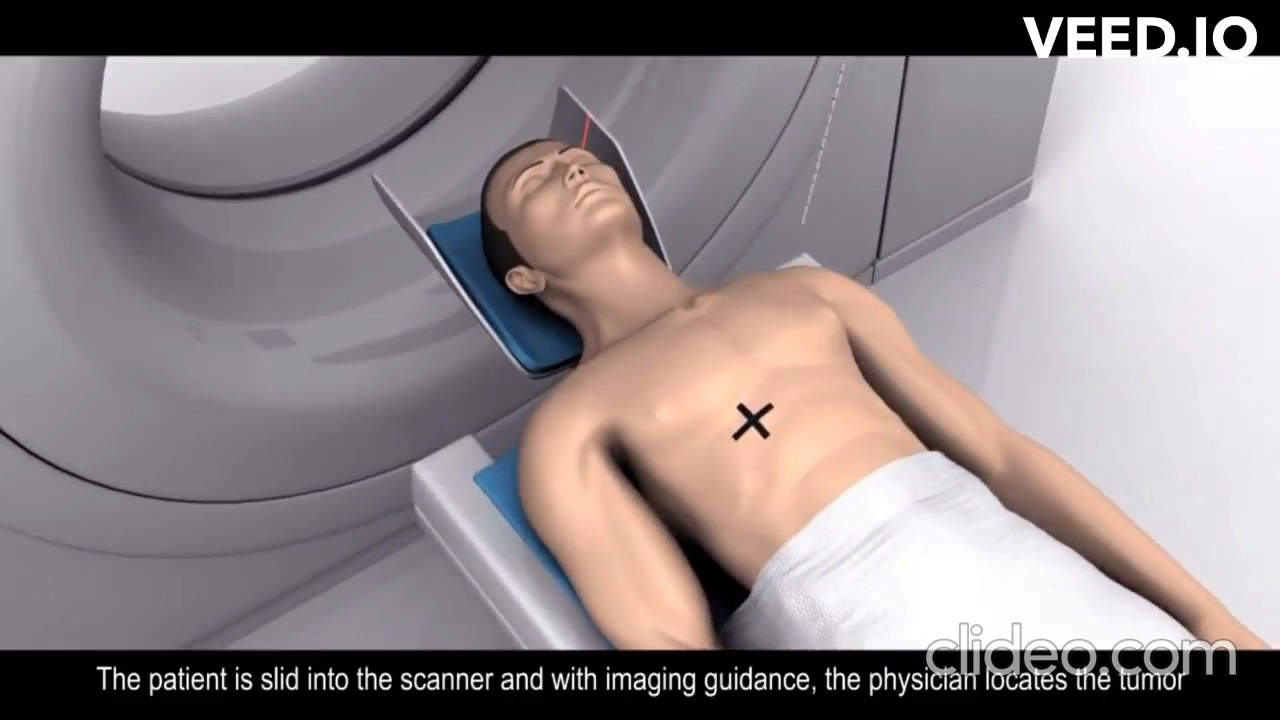 VEED.IO
clideo.com
The patient is slid into the scanner and with imaging guidance, the physician locates the tumor